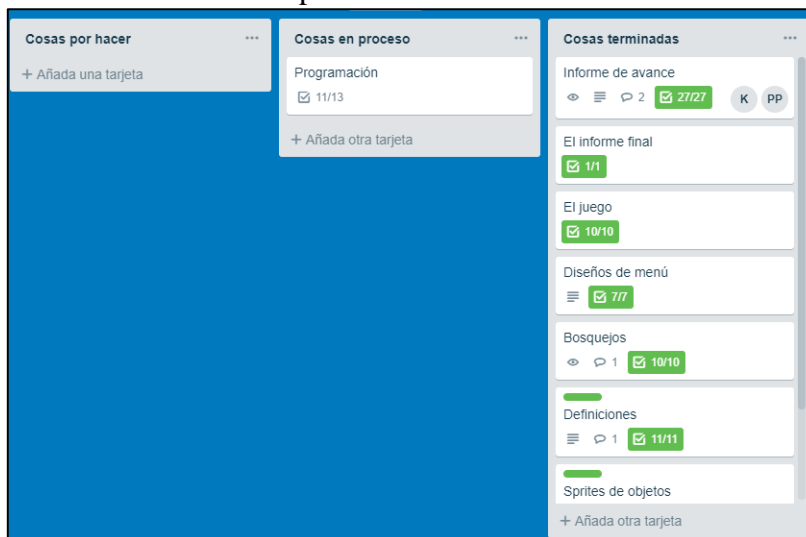 Cosas por hacer
+ Añada una tarjeta
Cosas en proceso
Programación
11/13
+ Añada otra tarjeta
Cosas terminadas
Informe de avance
2 27/27 K PP
El informe final
1/1
El juego
10/10
Diseños de menú
7/7
Bosquejos
1 10/10
Definiciones
1 11/11
Sprites de objetos
+ Añada otra tarjeta